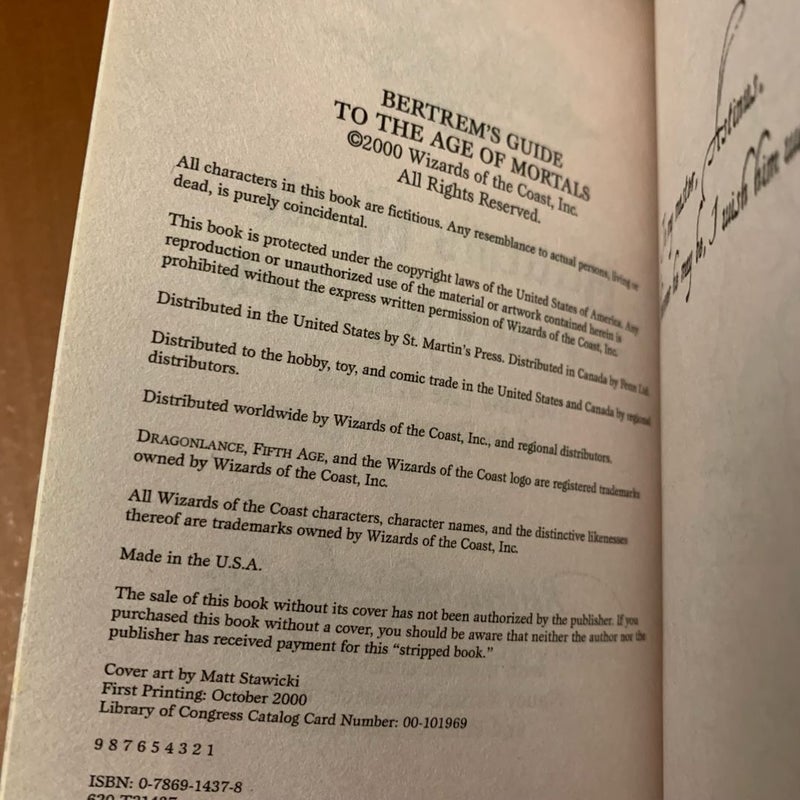 BERTREM'S GUIDE
TO THE AGE OF MORTALS
©2000 Wizards of the Coast, Inc.
All Rights Reserved.
All characters in this book are fictitious. Any resemblance to actual persons, living or
dead, is purely coincidental.
This book is protected under the copyright laws of the United States of America. Any
reproduction or unauthorized use of the material or artwork contained herein is
prohibited without the express written permission of Wizards of the Coast, Inc.
Distributed in the United States by St. Martin's Press. Distributed in Canada by Fenn Ltd.
Distributed to the hobby, toy, and comic trade in the United States and Canada by regional
distributors.
Distributed worldwide by Wizards of the Coast, Inc., and regional distributors.
DRAGONLANCE, FIFTH AGE, and the Wizards of the Coast logo are registered trademarks
owned by Wizards of the Coast, Inc.
All Wizards of the Coast characters, character names, and the distinctive likenesses
thereof are trademarks owned by Wizards of the Coast, Inc.
Made in the U.S.A.
The sale of this book without its cover has not been authorized by the publisher. If you
purchased this book without a cover, you should be aware that neither the author nor the
publisher has received payment for this “stripped book.”
Cover art by Matt Stawicki
First Printing: October 2000
Library of Congress Catalog Card Number: 00-101969
9 8 7 6 5 4 3 2 1
ISBN: 0-7869-1437-8
master, Astinus.
may be, I wish him